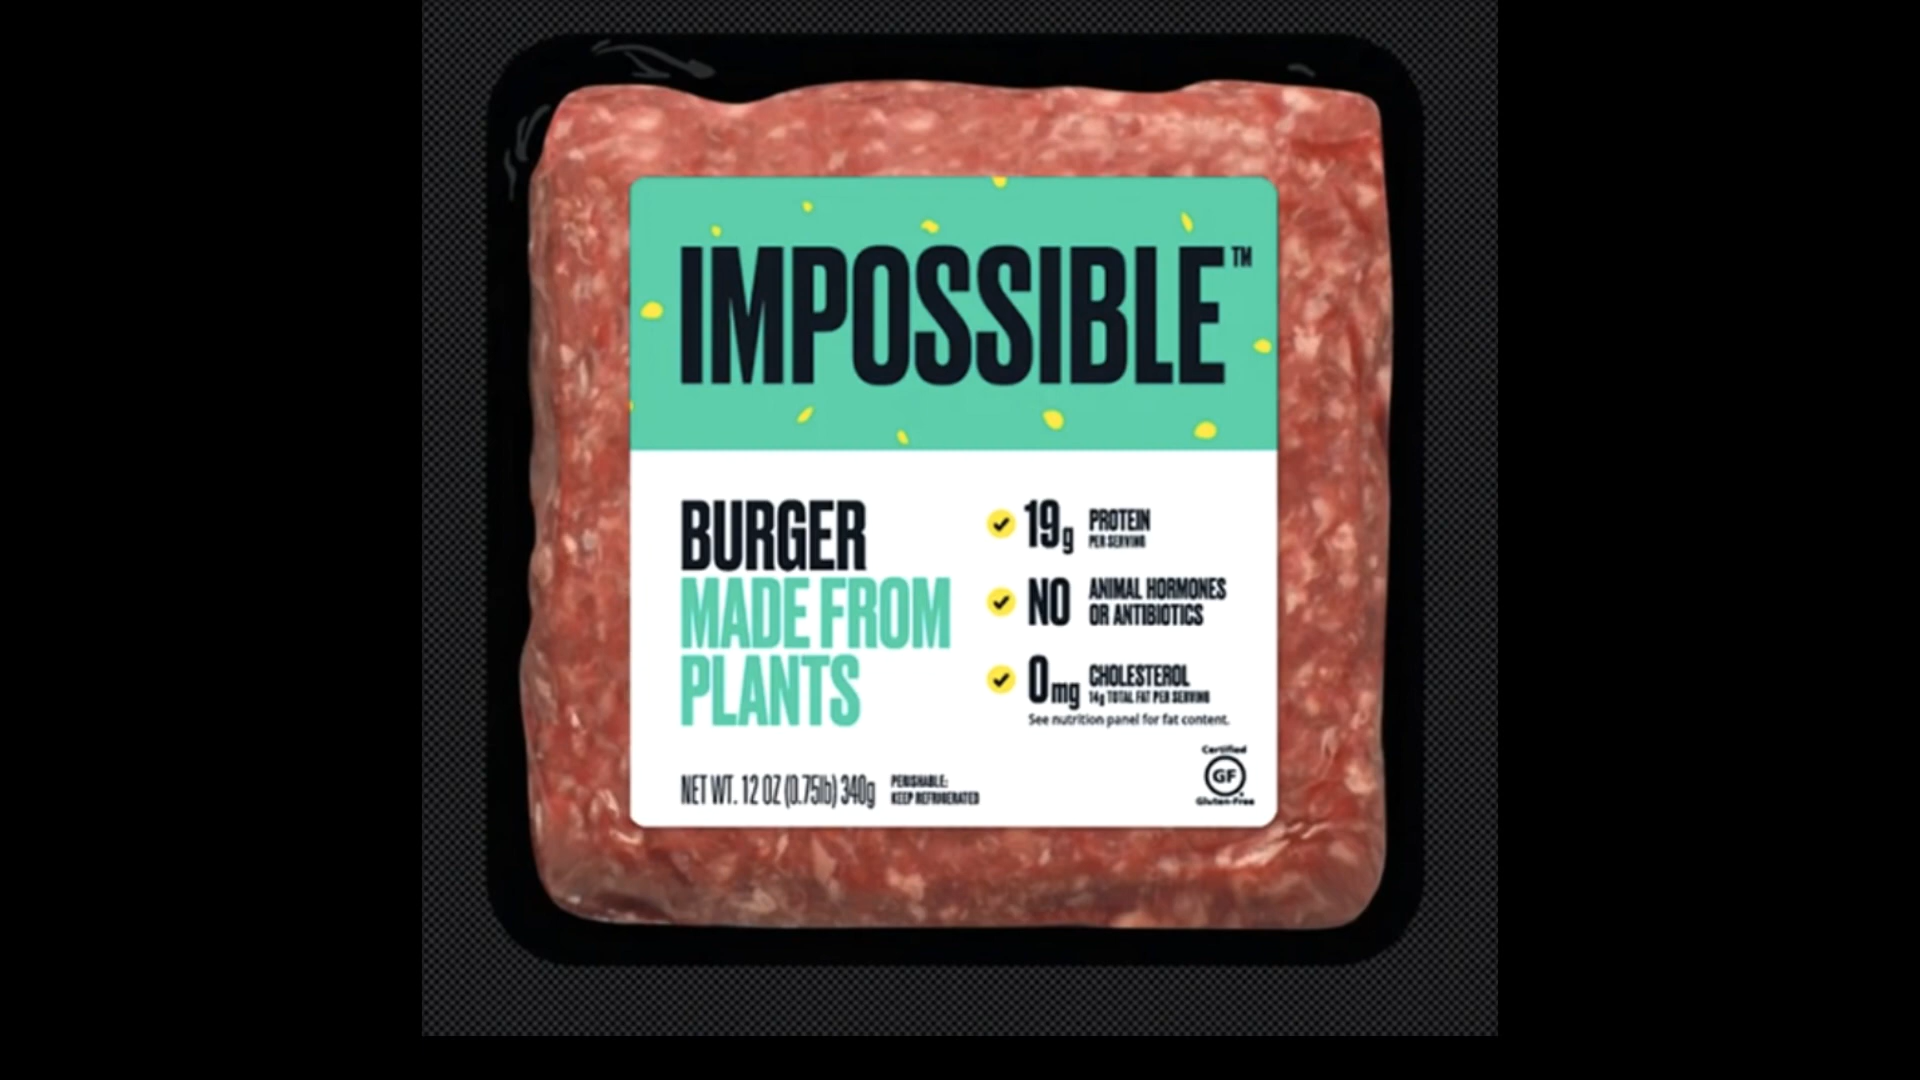 IMPOSSIBLE™
BURGER
MADE FROM
PLANTS
19g PROTEIN
PER SERVING
NO ANIMAL HORMONES
OR ANTIBIOTICS
0mg CHOLESTEROL
14g TOTAL FAT PER SERVING
See nutrition panel for fat content.
NET WT. 12 OZ (0.75lb) 340g
PERISHABLE:
KEEP REFRIGERATED
Certified
GF
Gluten-Free